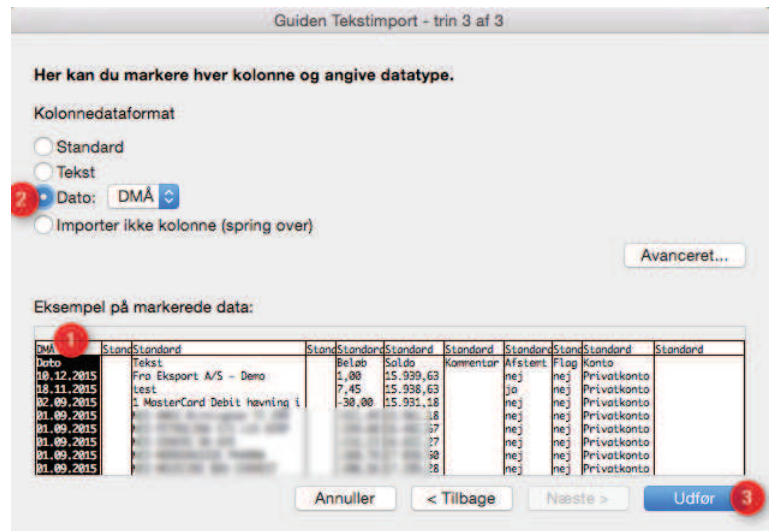 Guiden Tekstimport - trin 3 af 3
Her kan du markere hver kolonne og angive datatype.
Kolonnedataformat
Standard
Tekst
2 Dato: DMÅ
Importer ikke kolonne (spring over)
Avanceret...
Eksempel på markerede data:
1
DMÅ Stand Standard Stand Standard Standard Standard Standard Stand Standard Standard
Dato Tekst Beløb Saldo Kommentar Afstemt Flag Konto
10.12.2015 Fra Eksport A/S - Demo 1,00 15.939,63 nej nej Privatkonto
18.11.2015 test 7,45 15.938,63 ja nej Privatkonto
02.09.2015 1 MasterCard Debit hævning i -30,00 15.931,18 nej nej Privatkonto
01.09.2015 nej nej Privatkonto
01.09.2015 nej nej Privatkonto
01.09.2015 nej nej Privatkonto
01.09.2015 nej nej Privatkonto
01.09.2015 nej nej Privatkonto
Annuller < Tilbage Næste > Udfør 3